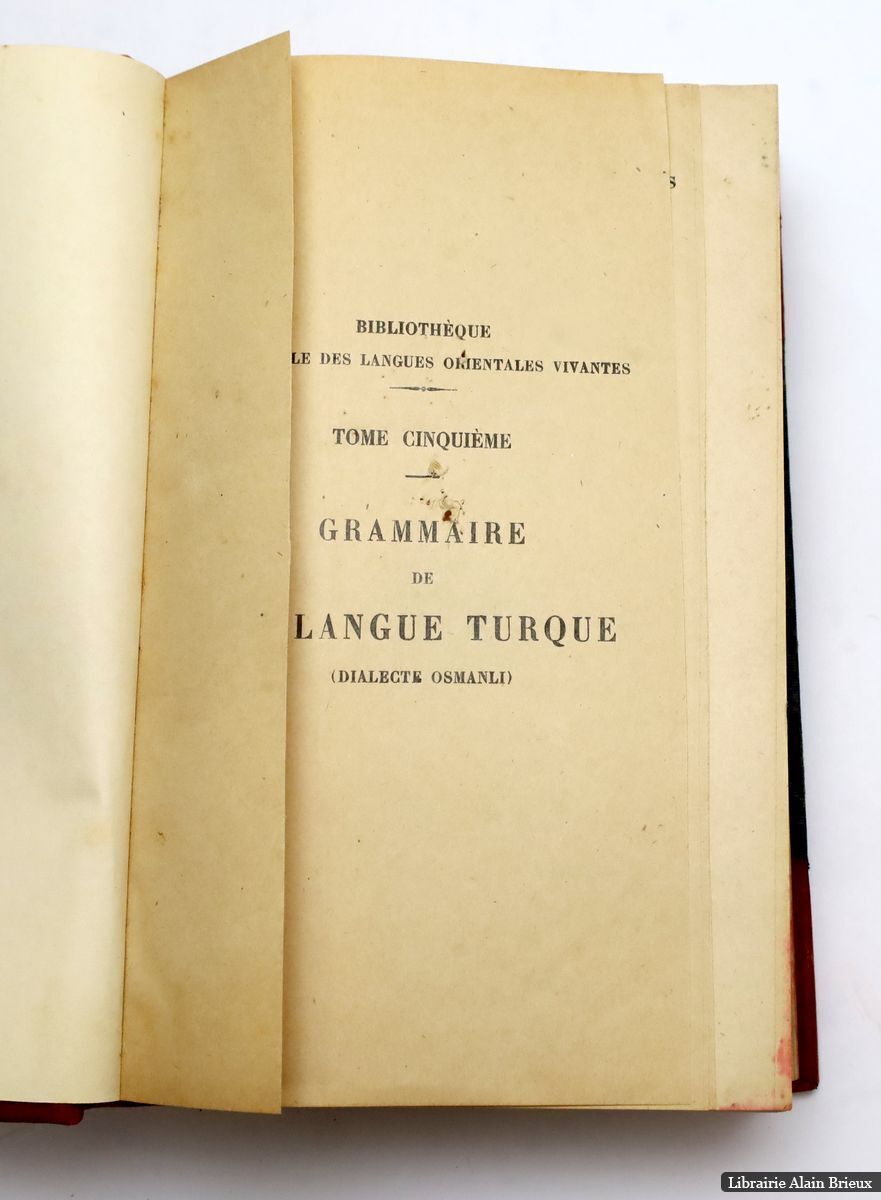 S
BIBLIOTHÈQUE
LE DES LANGUES ORIENTALES VIVANTES
TOME CINQUIÈME
GRAMMAIRE
DE
LANGUE TURQUE
(DIALECTE OSMANLI)
Librairie Alain Brieux